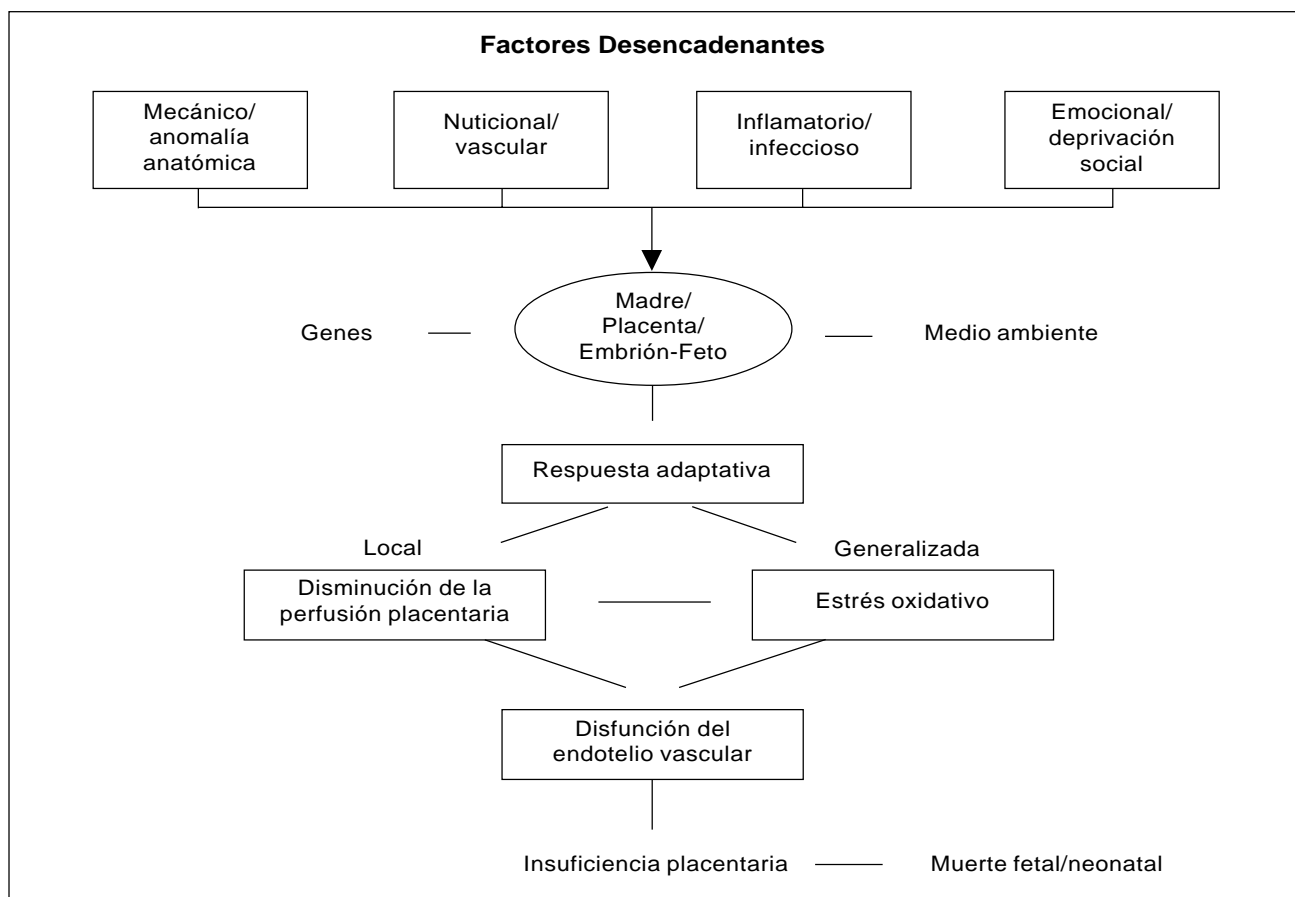 Factores Desencadenantes
Mecánico/
anomalía
anatómica
Nuticional/
vascular
Inflamatorio/
infeccioso
Emocional/
deprivación
social
Genes
Madre/
Placenta/
Embrión-Feto
Medio ambiente
Respuesta adaptativa
Local
Generalizada
Disminución de la
perfusión placentaria
Estrés oxidativo
Disfunción del
endotelio vascular
Insuficiencia placentaria
Muerte fetal/neonatal